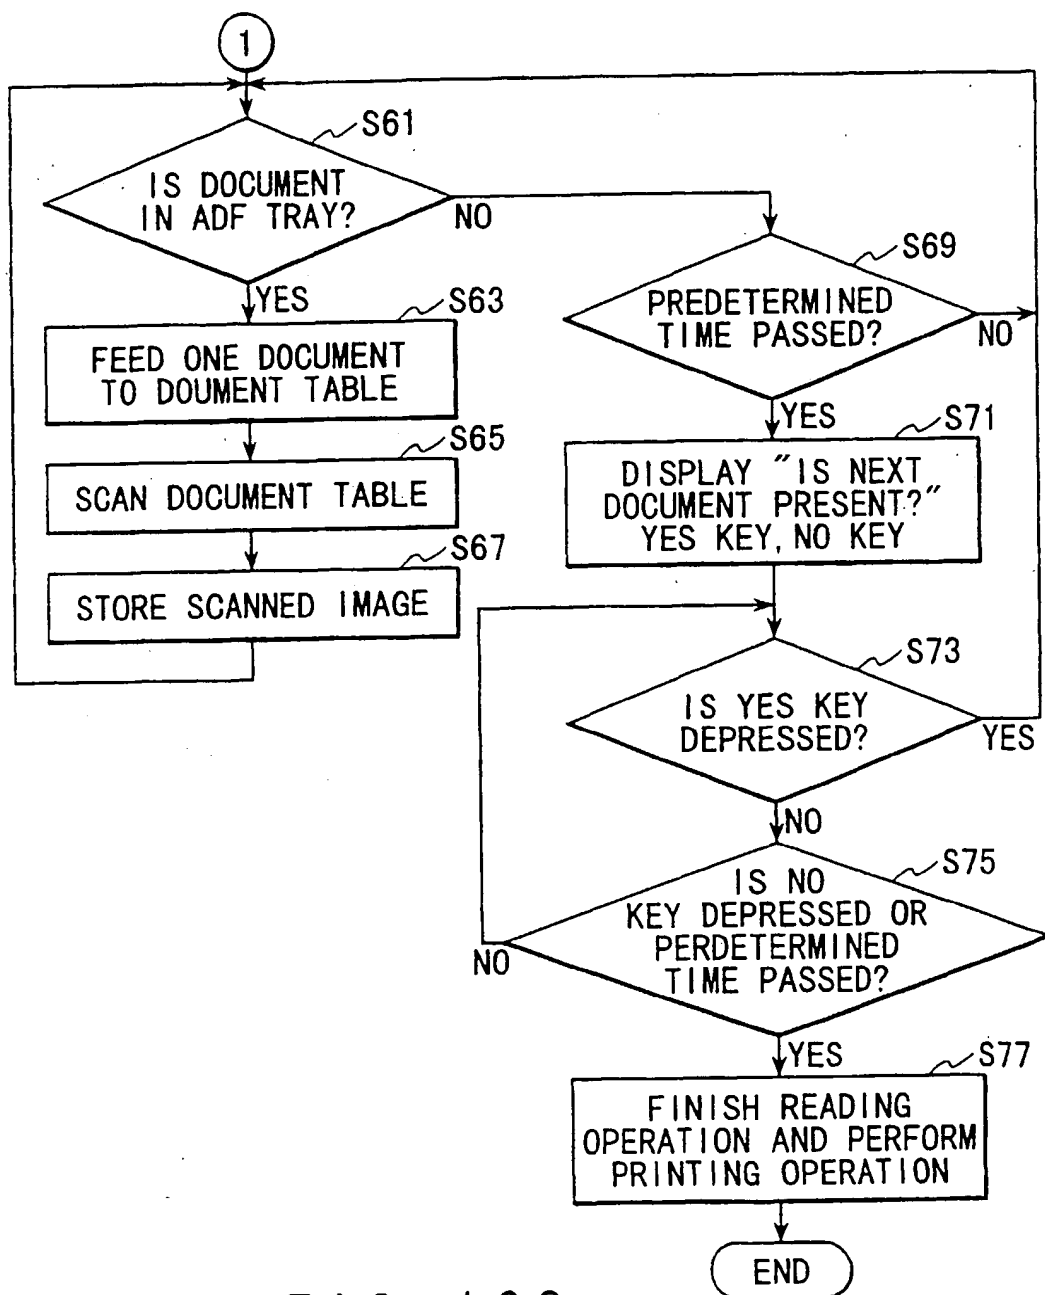 1
S61
IS DOCUMENT
IN ADF TRAY?
NO
YES
S63
FEED ONE DOCUMENT
TO DOUMENT TABLE
S65
SCAN DOCUMENT TABLE
S67
STORE SCANNED IMAGE
S69
PREDETERMINED
TIME PASSED?
NO
YES
S71
DISPLAY "IS NEXT
DOCUMENT PRESENT?"
YES KEY, NO KEY
S73
IS YES KEY
DEPRESSED?
YES
NO
S75
IS NO
KEY DEPRESSED OR
PERDETERMINED
TIME PASSED?
NO
YES
S77
FINISH READING
OPERATION AND PERFORM
PRINTING OPERATION
END